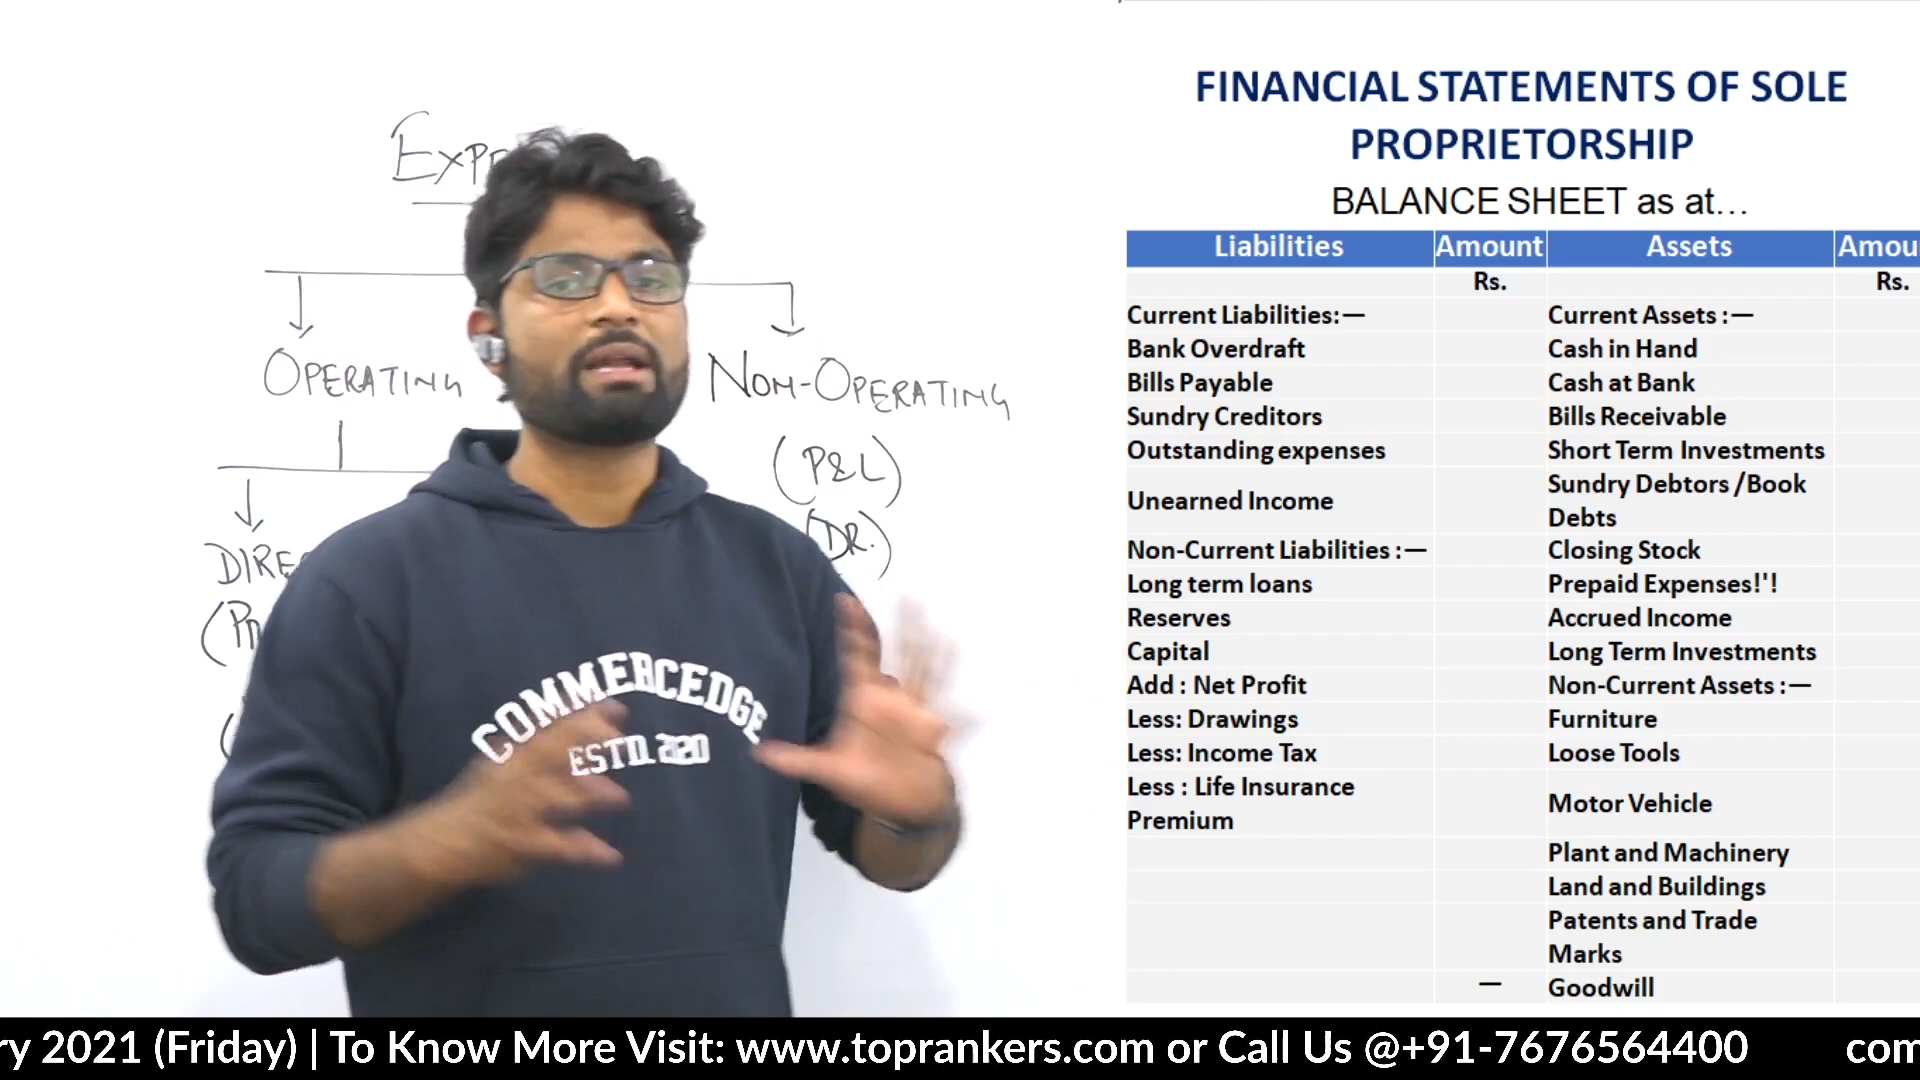 EXP
OPERATING
NON-OPERATING
(P&L)
(DR.)
COMMERCEDGE
ESTD.
FINANCIAL STATEMENTS OF SOLE
PROPRIETORSHIP
BALANCE SHEET as at...
Liabilities Amount Assets
Rs. Rs.
Current Liabilities:— Current Assets :—
Bank Overdraft Cash in Hand
Bills Payable Cash at Bank
Sundry Creditors Bills Receivable
Outstanding expenses Short Term Investments
Unearned Income Sundry Debtors /Book
Debts
Non-Current Liabilities :— Closing Stock
Long term loans Prepaid Expenses!'!
Reserves Accrued Income
Capital Long Term Investments
Add : Net Profit Non-Current Assets :—
Less: Drawings Furniture
Less: Income Tax Loose Tools
Less : Life Insurance
Premium Motor Vehicle
Plant and Machinery
Land and Buildings
Patents and Trade
Marks
— Goodwill
2021 (Friday) | To Know More Visit: www.toprankers.com or Call Us @+91-7676564400 com